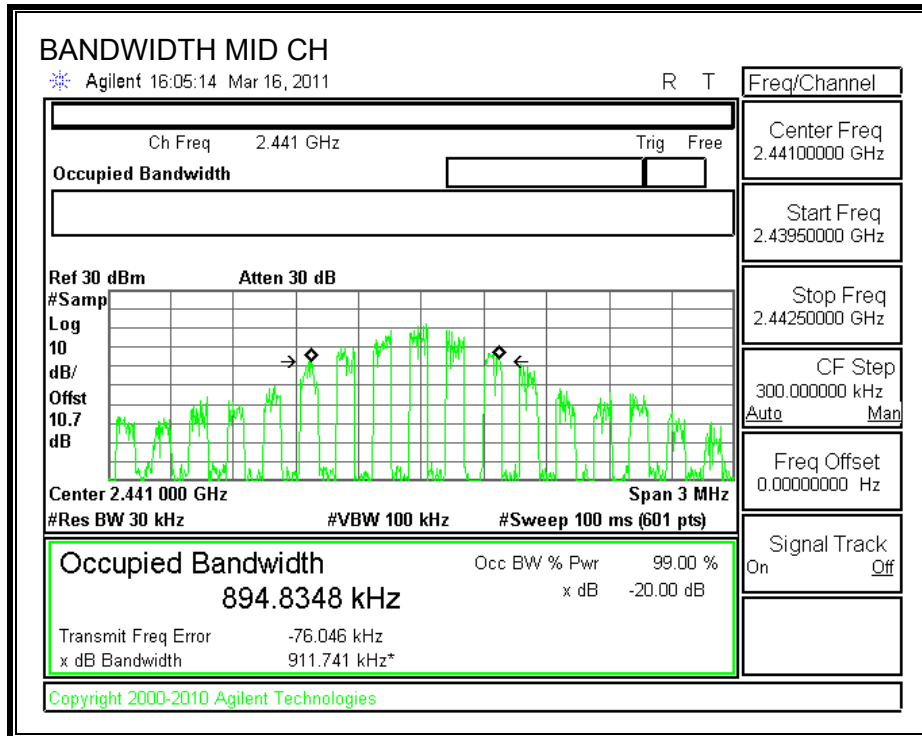 BANDWIDTH MID CH
Agilent 16:05:14 Mar 16, 2011 R T
Freq/Channel
Ch Freq 2.441 GHz Trig Free
Occupied Bandwidth
Center Freq
2.44100000 GHz
Start Freq
2.43950000 GHz
Stop Freq
2.44250000 GHz
CF Step
300.000000 kHz
Auto Man
Freq Offset
0.00000000 Hz
Signal Track
On Off
Ref 30 dBm Atten 30 dB
#Samp
Log
10
dB/
Offst
10.7
dB
Center 2.441 000 GHz Span 3 MHz
#Res BW 30 kHz #VBW 100 kHz #Sweep 100 ms (601 pts)
Occupied Bandwidth
894.8348 kHz
Occ BW % Pwr 99.00 %
x dB -20.00 dB
Transmit Freq Error -76.046 kHz
x dB Bandwidth 911.741 kHz*
Copyright 2000-2010 Agilent Technologies